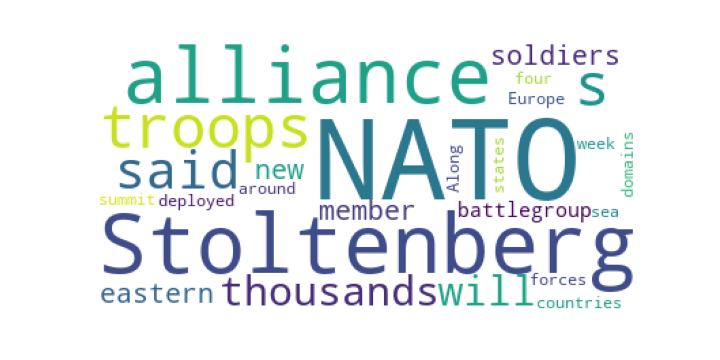 alliance
soldiers
four
s
Europe
troops
NATO
said
new
Along
states
week
domains
around
summit
deployed
member
battlegroup
sea
Stoltenberg
eastern
thousands
will
forces
countries